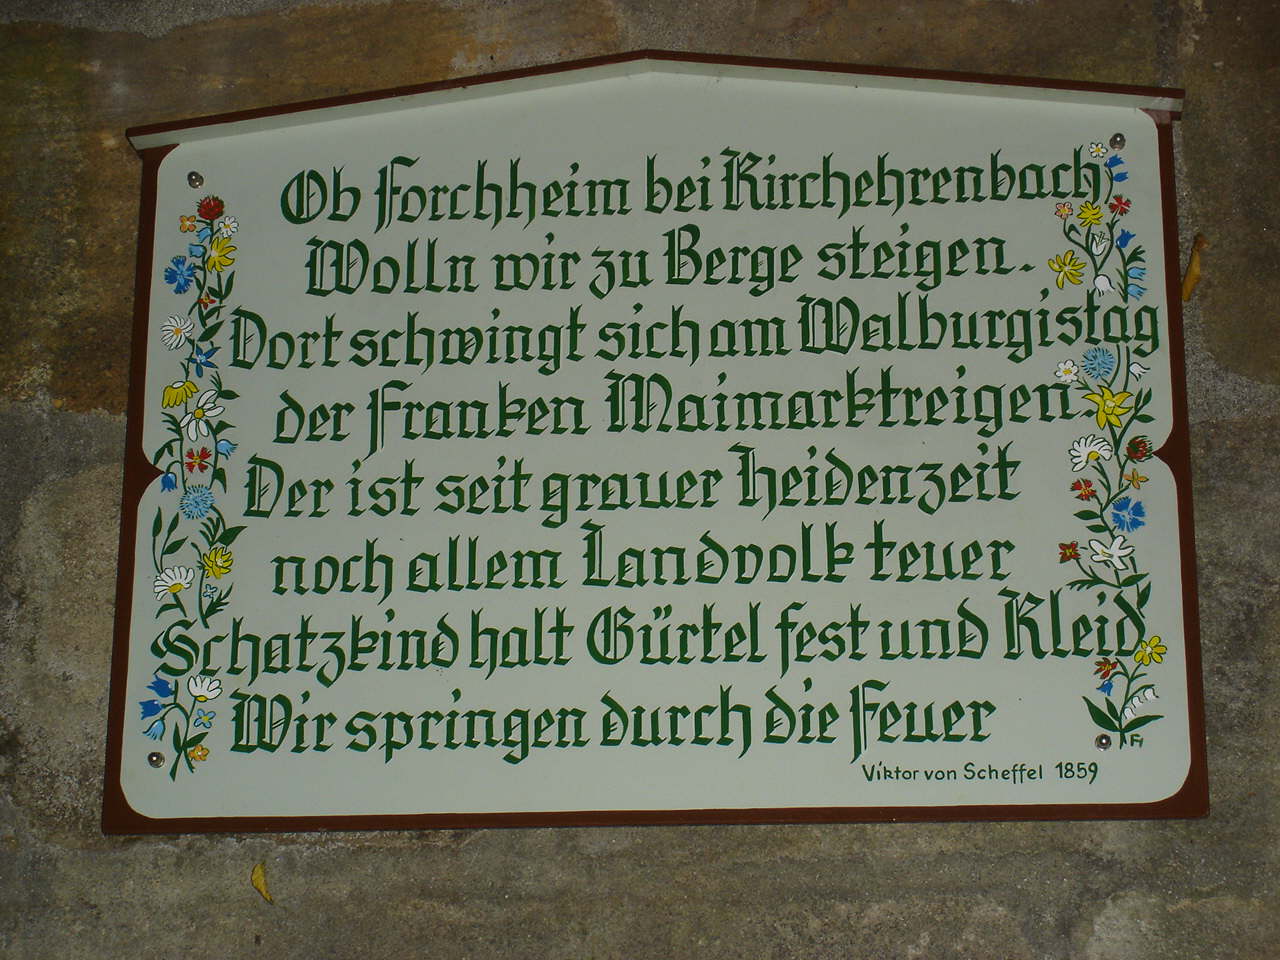 Ob Forchheim bei Kirchehrenbach
Wolln wir zu Berge steigen.
Dort schwingt sich am Walburgistag
der Franken Maimarktreigen.
Der ist seit grauer Heidenzeit
noch allem Landvolk teuer
Schatzkind halt Gürtel fest und Kleid
Wir springen durch die Feuer
Viktor von Scheffel 1859